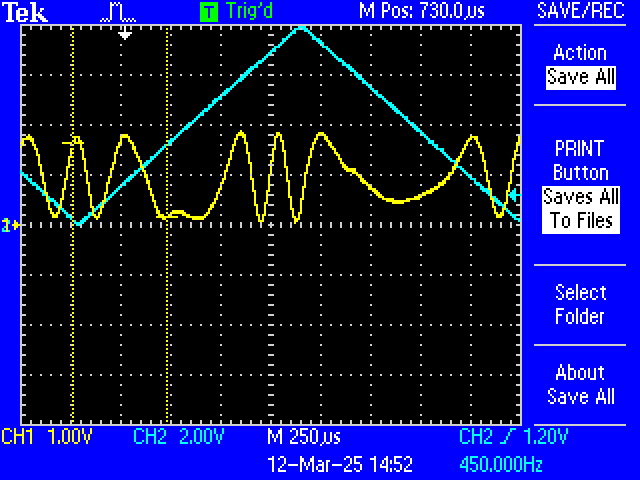 Tek T Trig'd M Pos: 730.0µs SAVE/REC
Action
Save All
PRINT
Button
Saves All
To Files
Select
Folder
About
Save All
CH1 1.00V CH2 2.00V M 250µs CH2 1.20V
12-Mar-25 14:52 450.000Hz